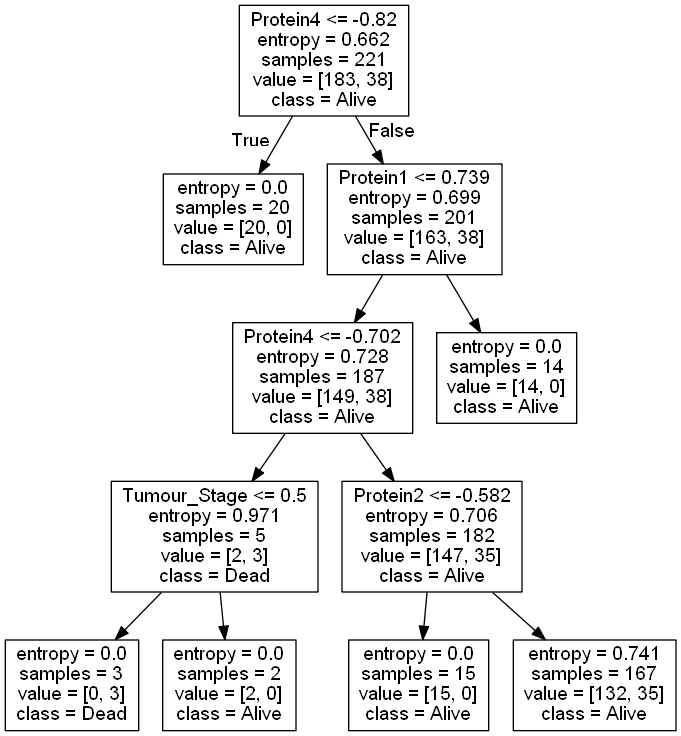 Protein4 <= -0.82
entropy = 0.662
samples = 221
value = [183, 38]
class = Alive
True
False
entropy = 0.0
samples = 20
value = [20, 0]
class = Alive
Protein1 <= 0.739
entropy = 0.699
samples = 201
value = [163, 38]
class = Alive
Protein4 <= -0.702
entropy = 0.728
samples = 187
value = [149, 38]
class = Alive
entropy = 0.0
samples = 14
value = [14, 0]
class = Alive
Tumour_Stage <= 0.5
entropy = 0.971
samples = 5
value = [2, 3]
class = Dead
Protein2 <= -0.582
entropy = 0.706
samples = 182
value = [147, 35]
class = Alive
entropy = 0.0
samples = 3
value = [0, 3]
class = Dead
entropy = 0.0
samples = 2
value = [2, 0]
class = Alive
entropy = 0.0
samples = 15
value = [15, 0]
class = Alive
entropy = 0.741
samples = 167
value = [132, 35]
class = Alive